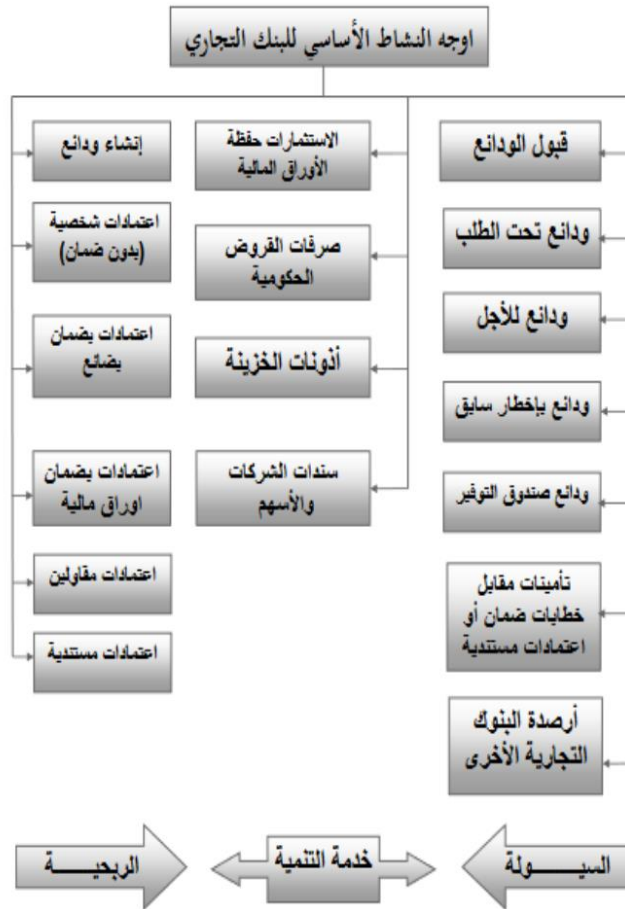 اوجه النشاط الأساسي للبنك التجاري
قبول الودائع
ودائع تحت الطلب
ودائع للأجل
ودائع بإخطار سابق
ودائع صندوق التوفير
تأمينات مقابل
خطابات ضمان أو
اعتمادات مستندية
أرصدة البنوك
التجارية الأخرى
الاستثمارات حفظة
الأوراق المالية
صرفات القروض
الحكومية
أذونات الخزينة
سندات الشركات
والأسهم
إنشاء ودائع
اعتمادات شخصية
(بدون ضمان)
اعتمادات بضمان
بضائع
اعتمادات بضمان
اوراق مالية
اعتمادات مقاولين
اعتمادات مستندية
السيـــولة
خدمة التنمية
الربحيـــــة